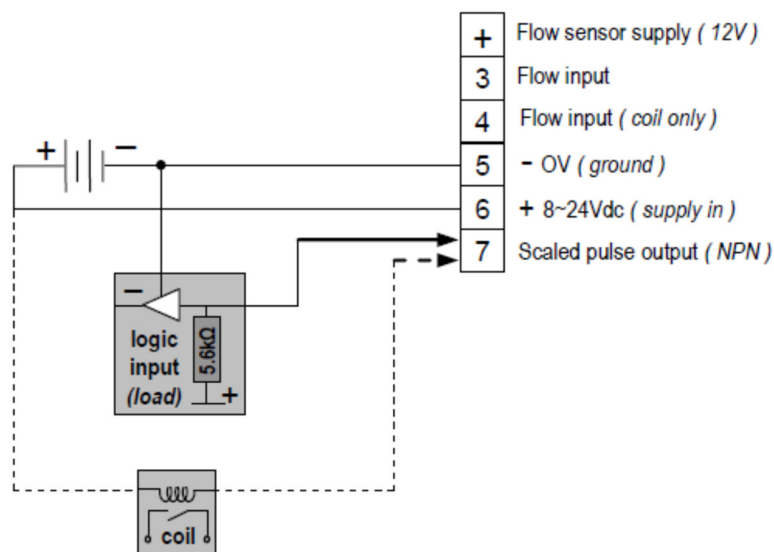 + Flow sensor supply ( 12V )
3 Flow input
4 Flow input ( coil only )
+ −
5 - OV ( ground )
6 + 8~24Vdc ( supply in )
7 Scaled pulse output ( NPN )
−
logic
input
(load)
5.6kΩ
+
coil